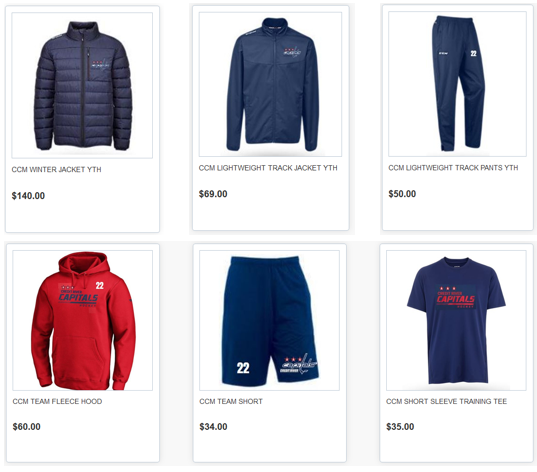 CCM WINTER JACKET YTH
$140.00
CCM LIGHTWEIGHT TRACK JACKET YTH
$69.00
22
CCM LIGHTWEIGHT TRACK PANTS YTH
$50.00
22
CAPITALS
CCM TEAM FLEECE HOOD
$60.00
22
capitals
CCM TEAM SHORT
$34.00
CAPITALS
CCM SHORT SLEEVE TRAINING TEE
$35.00